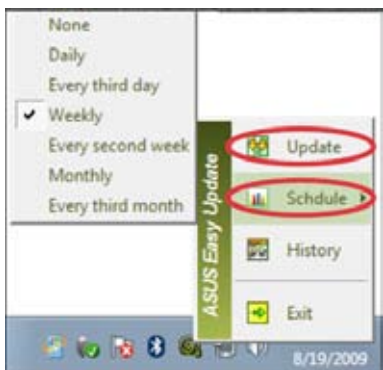 None
Daily
Every third day
Weekly
Every second week
Monthly
Every third month
ASUS Easy Update
Update
Schdule
History
Exit
8/19/2009